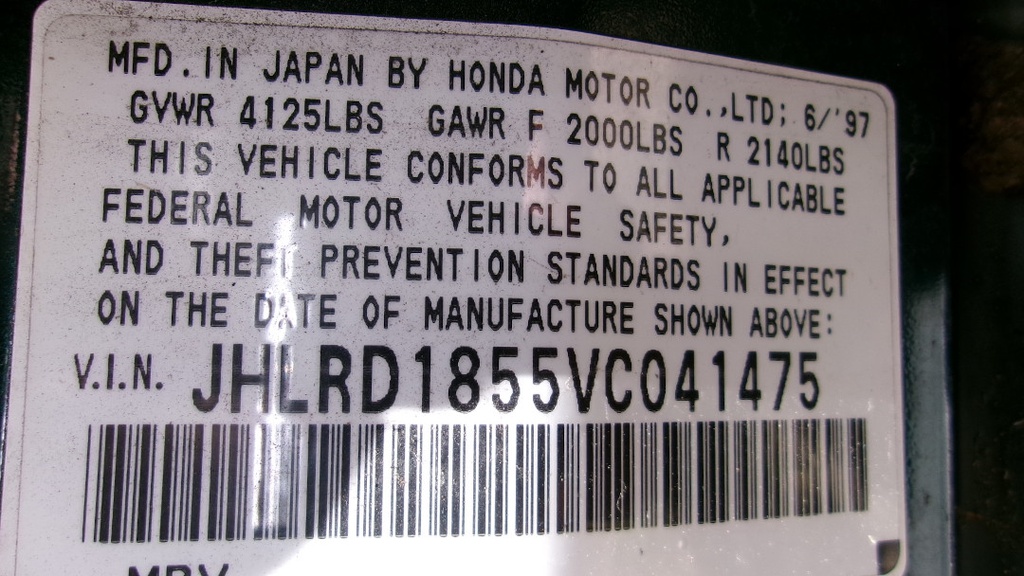 MFD. IN JAPAN BY HONDA MOTOR CO.,LTD; 6/'97
GVWR 4125LBS GAWR F 2000LBS R 2140LBS
THIS VEHICLE CONFORMS TO ALL APPLICABLE
FEDERAL MOTOR VEHICLE SAFETY,
AND THEFT PREVENTION STANDARDS IN EFFECT
ON THE DATE OF MANUFACTURE SHOWN ABOVE:
V.I.N. JHLRD1855VC041475